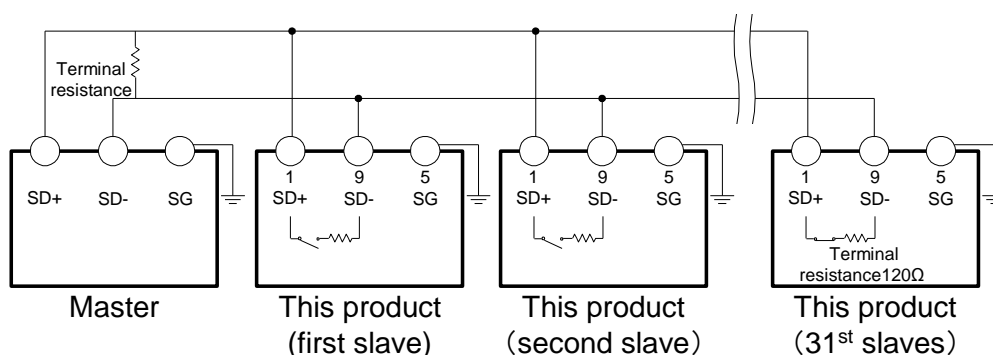 Terminal
resistance
1 9 5 1 9 5 1 9 5
SD+ SD- SG SD+ SD- SG SD+ SD- SG SD+ SD- SG
Terminal
resistance120Ω
Master This product This product This product
(first slave) （second slave） （31st slaves）